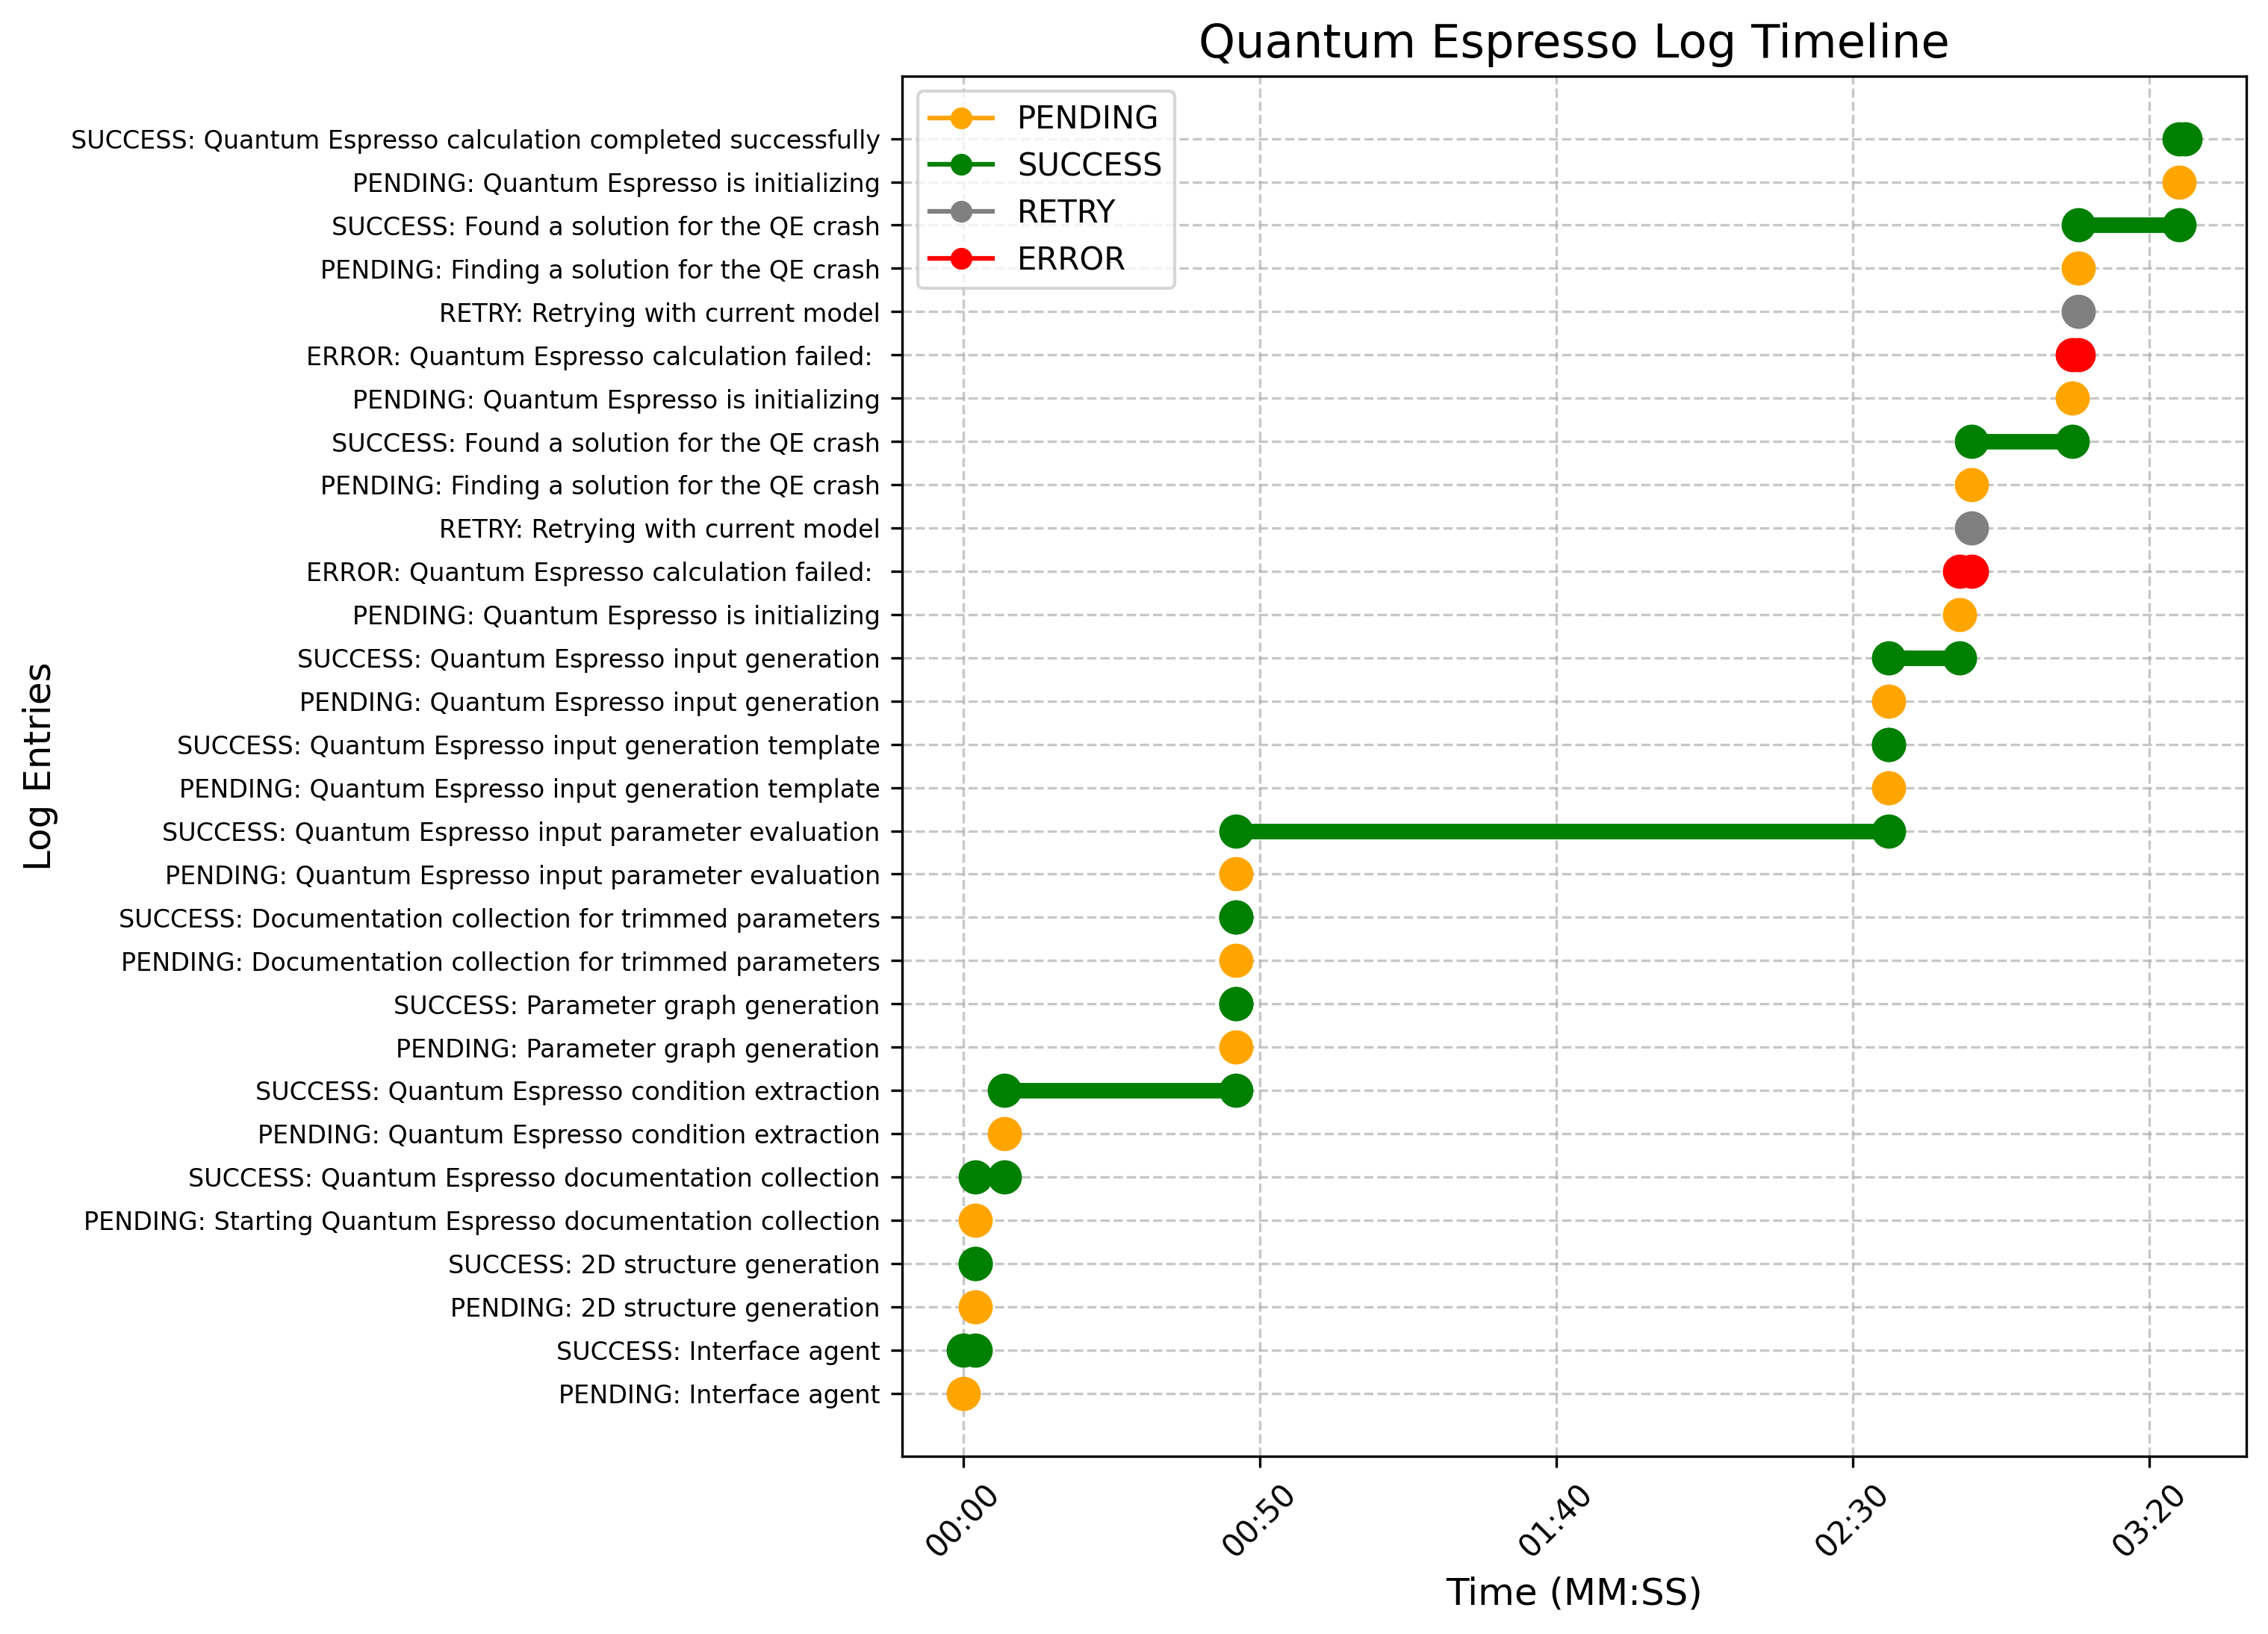 Quantum Espresso Log Timeline
PENDING
SUCCESS
RETRY
ERROR
Log Entries
SUCCESS: Quantum Espresso calculation completed successfully
PENDING: Quantum Espresso is initializing
SUCCESS: Found a solution for the QE crash
PENDING: Finding a solution for the QE crash
RETRY: Retrying with current model
ERROR: Quantum Espresso calculation failed:
PENDING: Quantum Espresso is initializing
SUCCESS: Found a solution for the QE crash
PENDING: Finding a solution for the QE crash
RETRY: Retrying with current model
ERROR: Quantum Espresso calculation failed:
PENDING: Quantum Espresso is initializing
SUCCESS: Quantum Espresso input generation
PENDING: Quantum Espresso input generation
SUCCESS: Quantum Espresso input generation template
PENDING: Quantum Espresso input generation template
SUCCESS: Quantum Espresso input parameter evaluation
PENDING: Quantum Espresso input parameter evaluation
SUCCESS: Documentation collection for trimmed parameters
PENDING: Documentation collection for trimmed parameters
SUCCESS: Parameter graph generation
PENDING: Parameter graph generation
SUCCESS: Quantum Espresso condition extraction
PENDING: Quantum Espresso condition extraction
SUCCESS: Quantum Espresso documentation collection
PENDING: Starting Quantum Espresso documentation collection
SUCCESS: 2D structure generation
PENDING: 2D structure generation
SUCCESS: Interface agent
PENDING: Interface agent
00:00
00:50
01:40
02:30
03:20
Time (MM:SS)